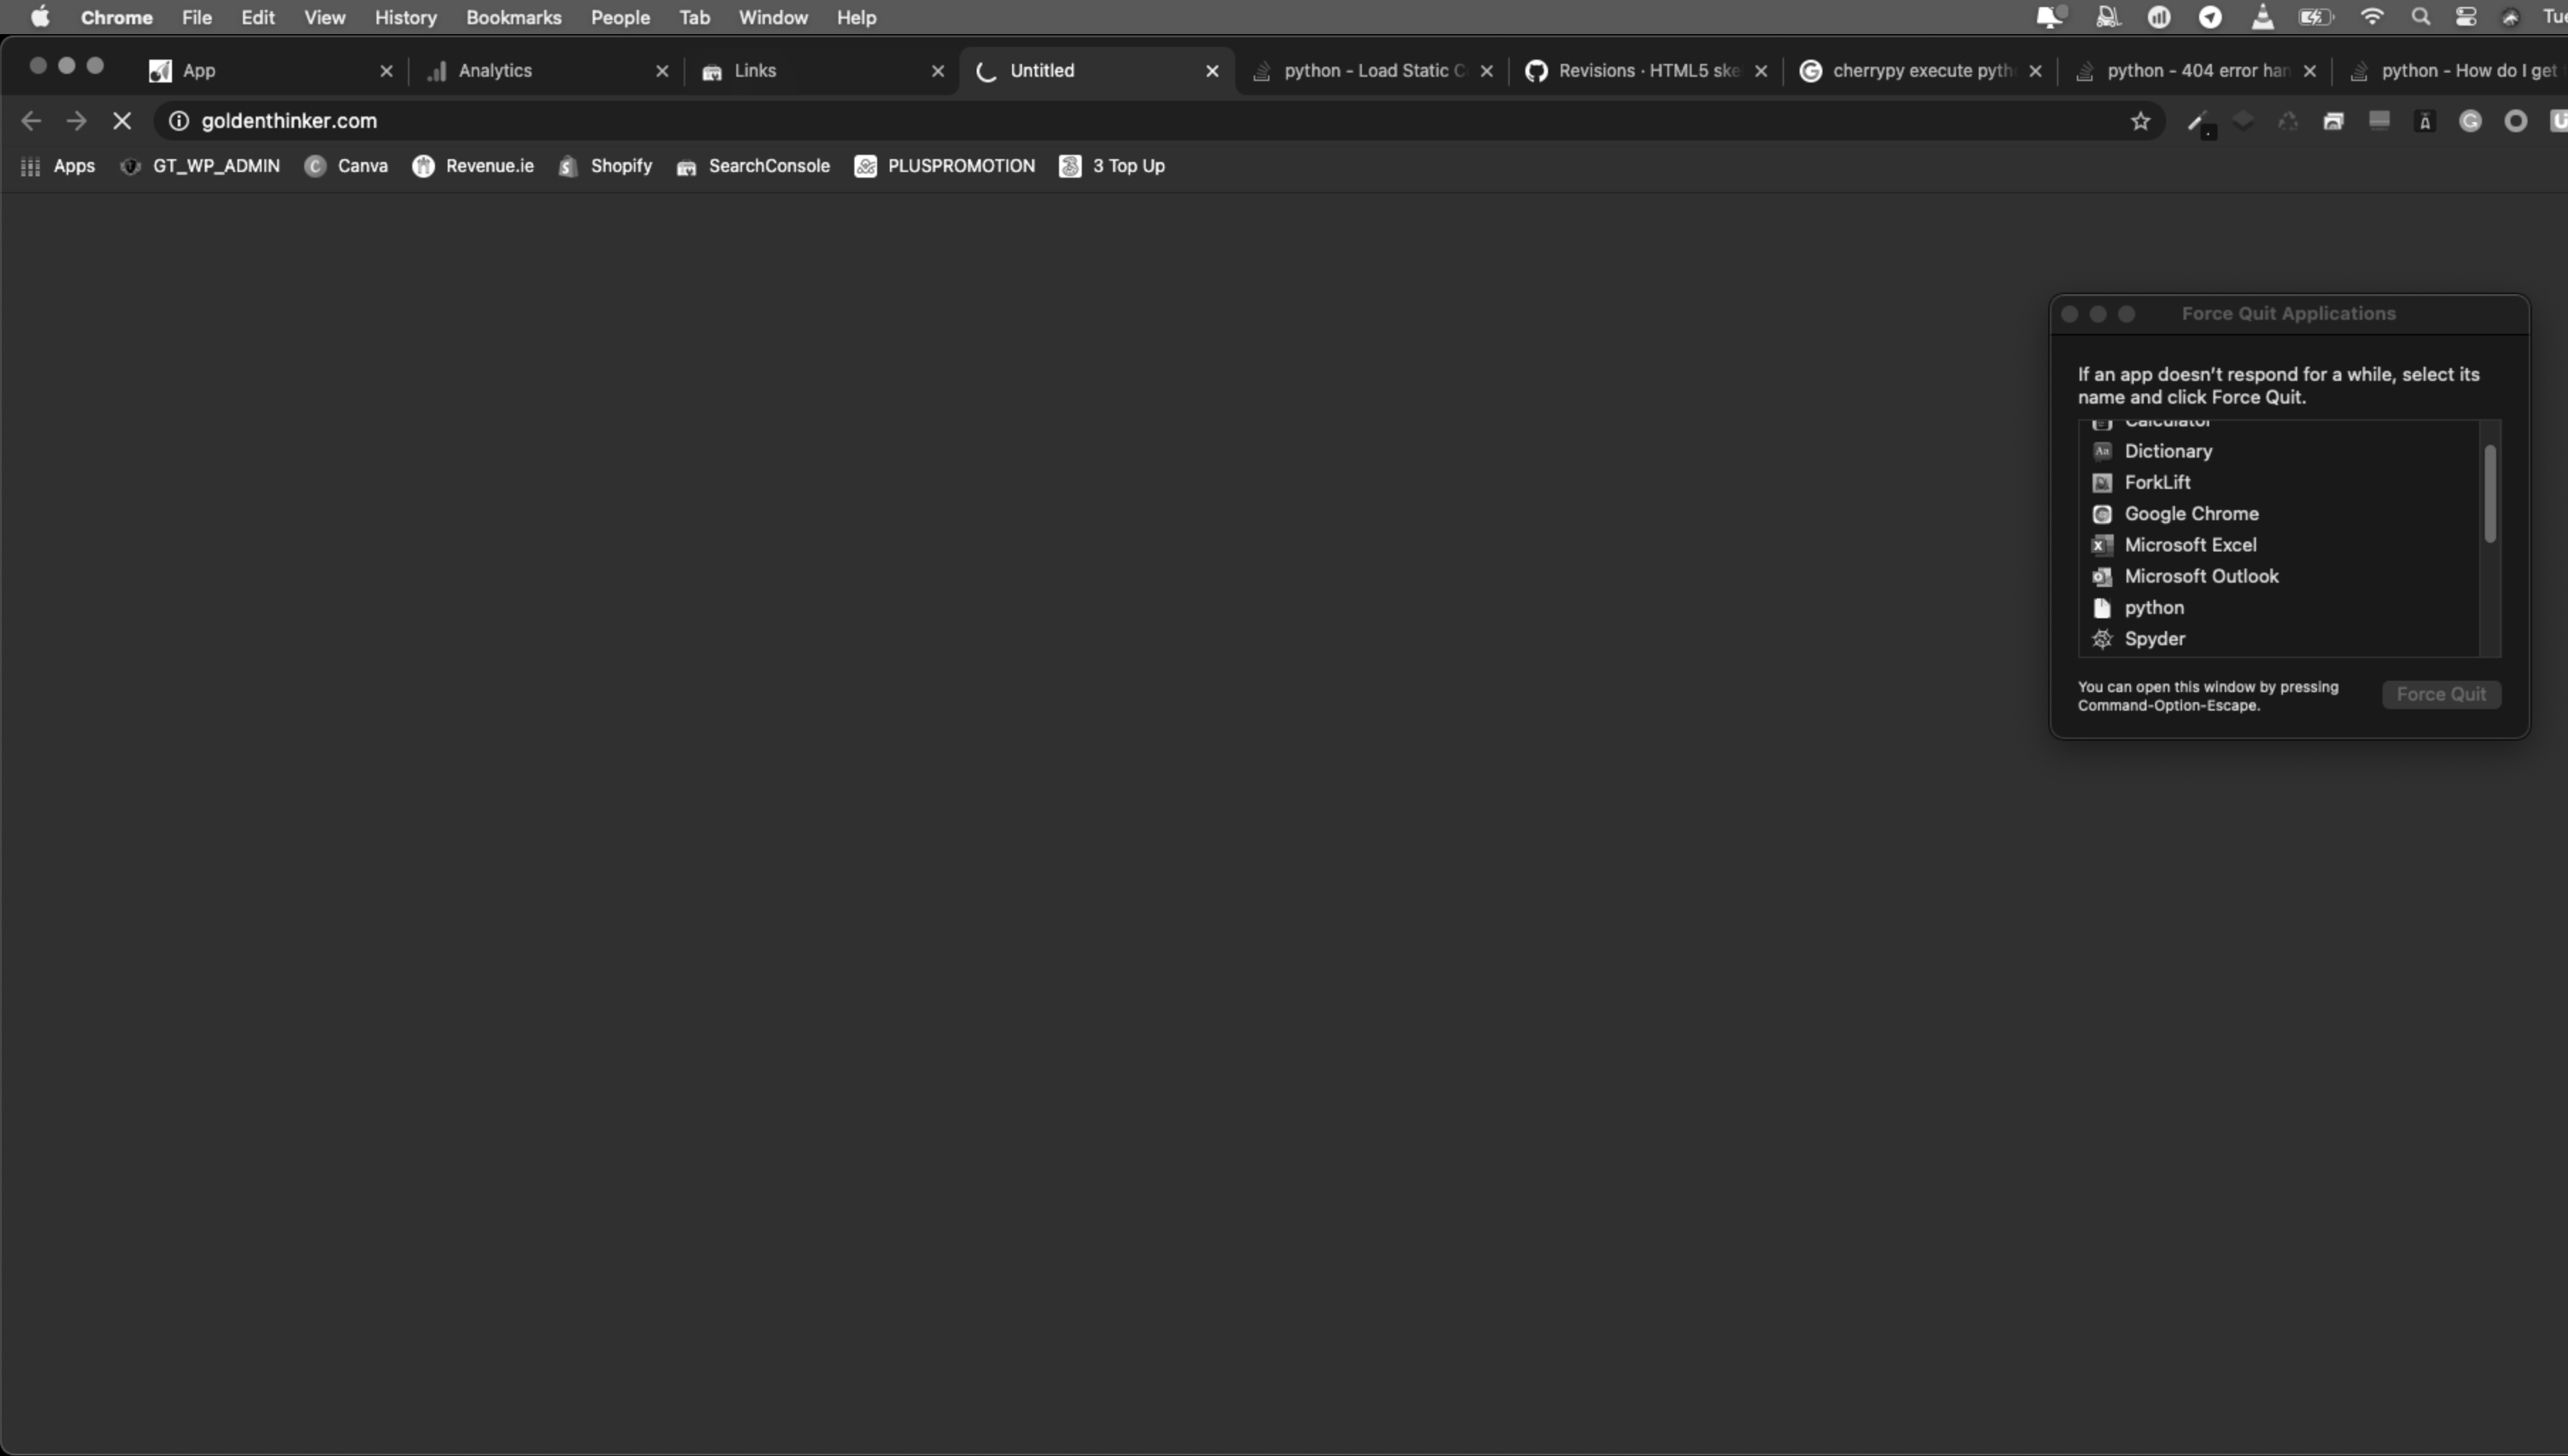 Chrome File Edit View History Bookmarks People Tab Window Help
App Analytics Links Untitled python - Load Static Revisions · HTML5 cherrypy execute python - 404 error python - How do I get
goldenthinker.com
Apps GT_WP_ADMIN Canva Revenue.ie Shopify SearchConsole PLUSPROMOTION 3 Top Up
Force Quit Applications
If an app doesn't respond for a while, select its
name and click Force Quit.
Calculator
Dictionary
ForkLift
Google Chrome
Microsoft Excel
Microsoft Outlook
python
Spyder
You can open this window by pressing
Command-Option-Escape.
Force Quit